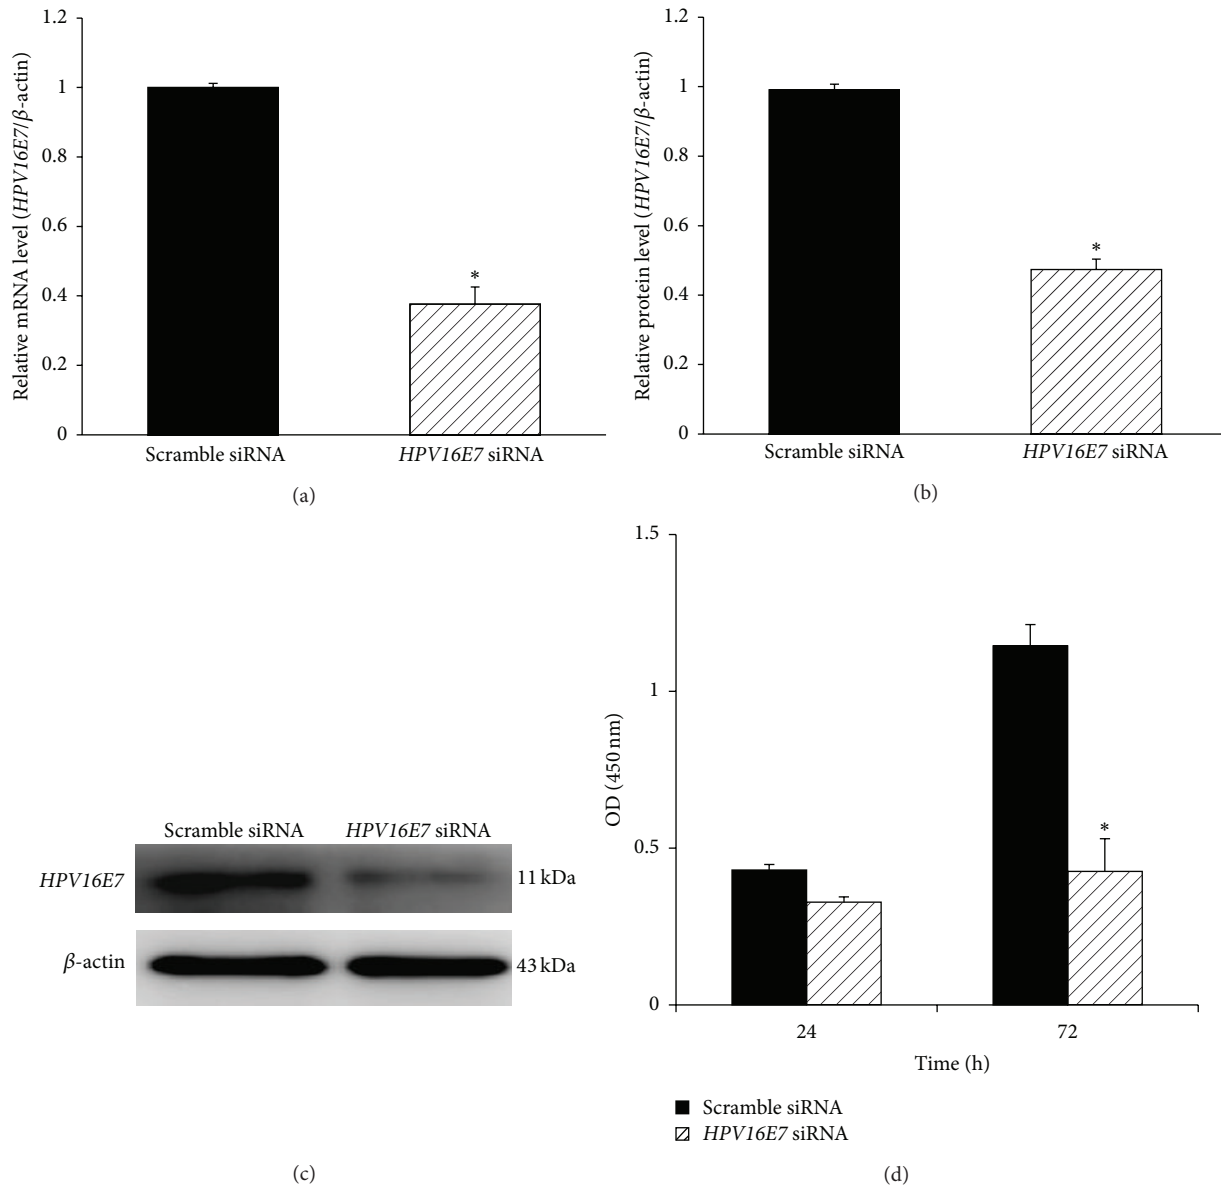 1.2
1
0.8
0.6
0.4
0.2
0
Relative mRNA level (HPV16E7/β-actin)
*
Scramble siRNA
HPV16E7 siRNA
(a)
1.2
1
0.8
0.6
0.4
0.2
0
Relative protein level (HPV16E7/β-actin)
*
Scramble siRNA
HPV16E7 siRNA
(b)
Scramble siRNA
HPV16E7 siRNA
HPV16E7
11 kDa
β-actin
43 kDa
(c)
1.5
1
0.5
0
OD (450 nm)
*
24
72
Time (h)
Scramble siRNA
HPV16E7 siRNA
(d)